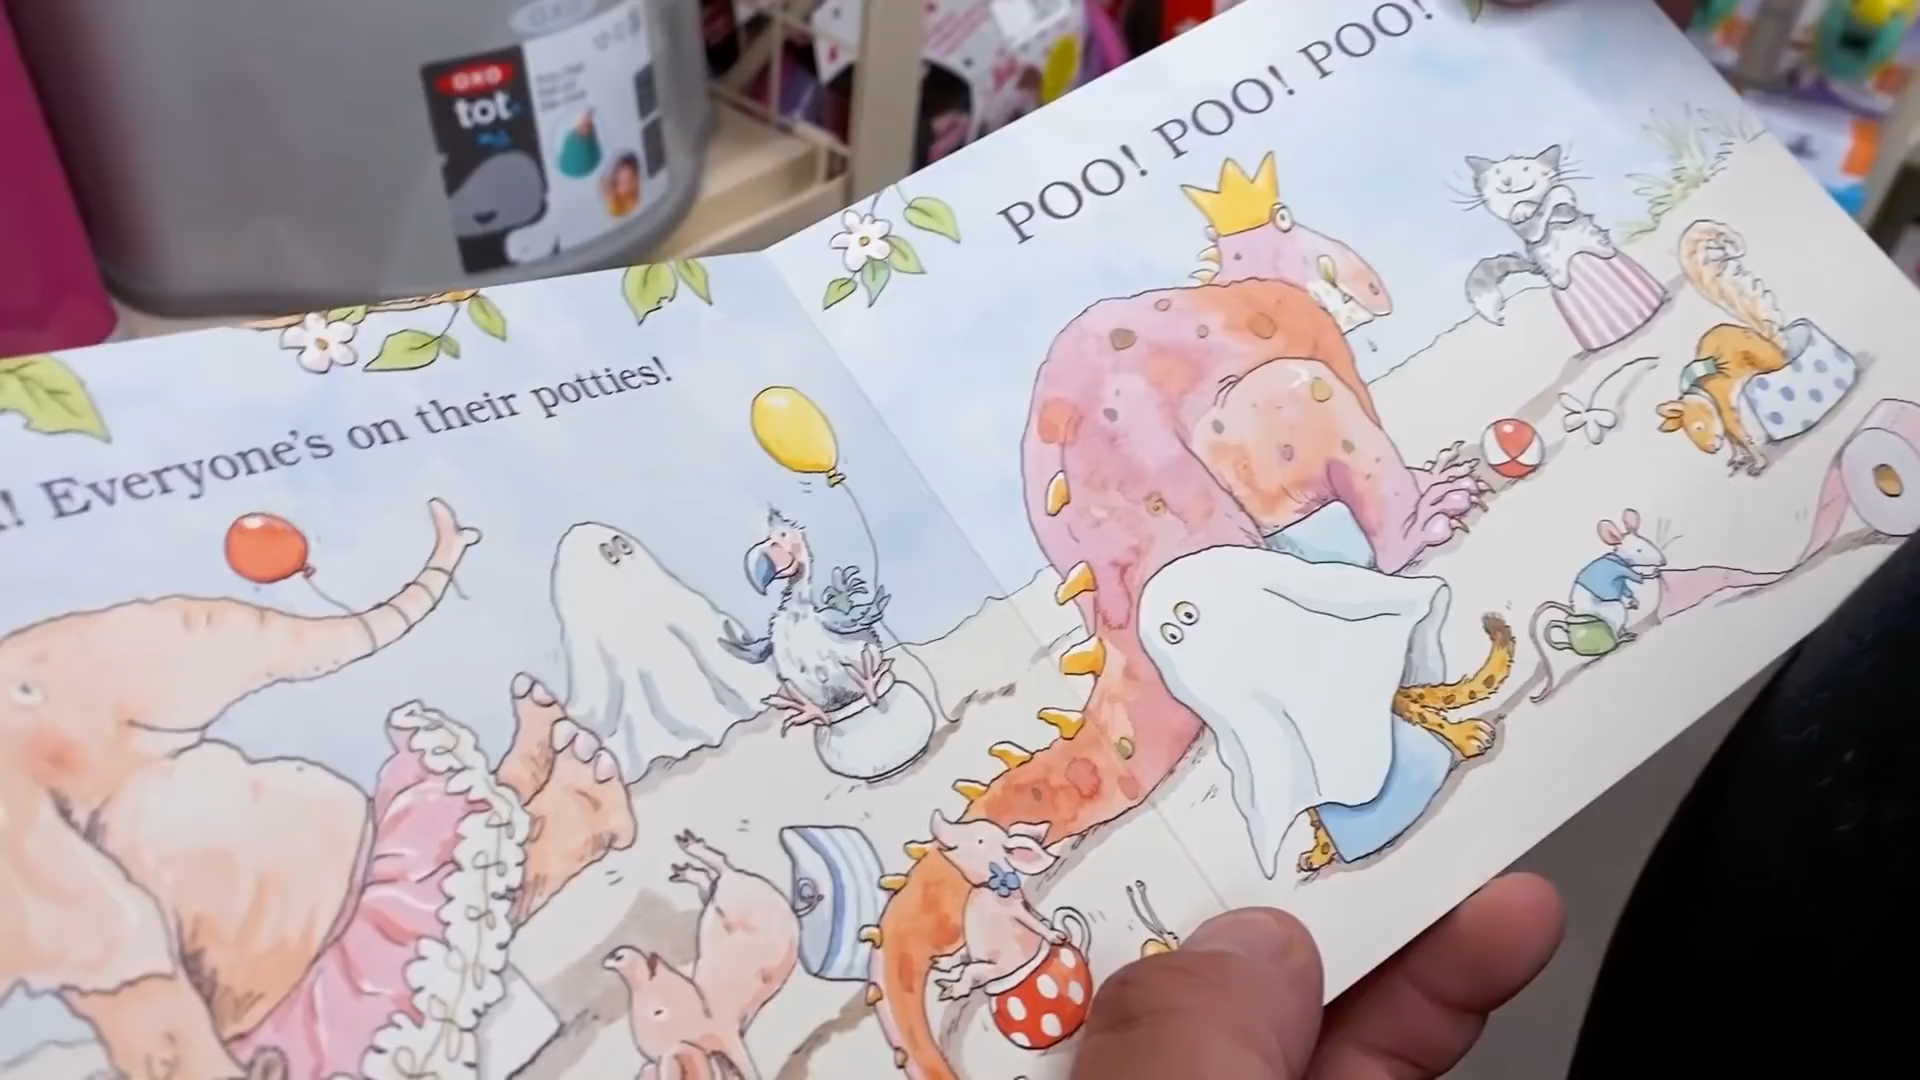 OXO
tot
POO! POO! POO!
Everyone's on their potties!